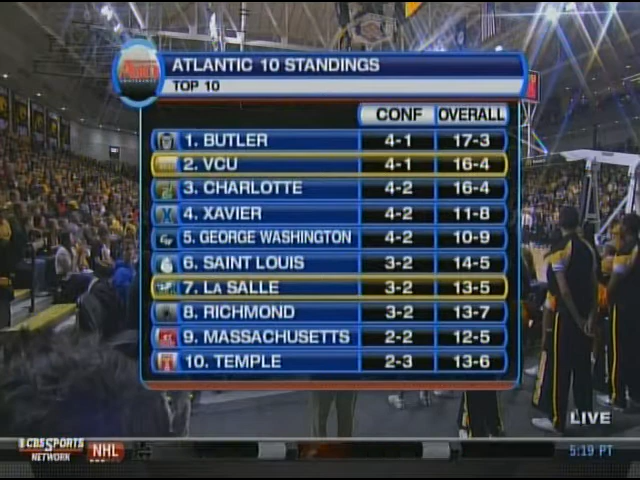 ATLANTIC 10 STANDINGS
TOP 10
CONF OVERALL
1. BUTLER 4-1 17-3
2. VCU 4-1 16-4
3. CHARLOTTE 4-2 16-4
4. XAVIER 4-2 11-8
5. GEORGE WASHINGTON 4-2 10-9
6. SAINT LOUIS 3-2 14-5
7. LA SALLE 3-2 13-5
8. RICHMOND 3-2 13-7
9. MASSACHUSETTS 2-2 12-5
10. TEMPLE 2-3 13-6
LIVE
CBS SPORTS NETWORK NHL 5:19 PT